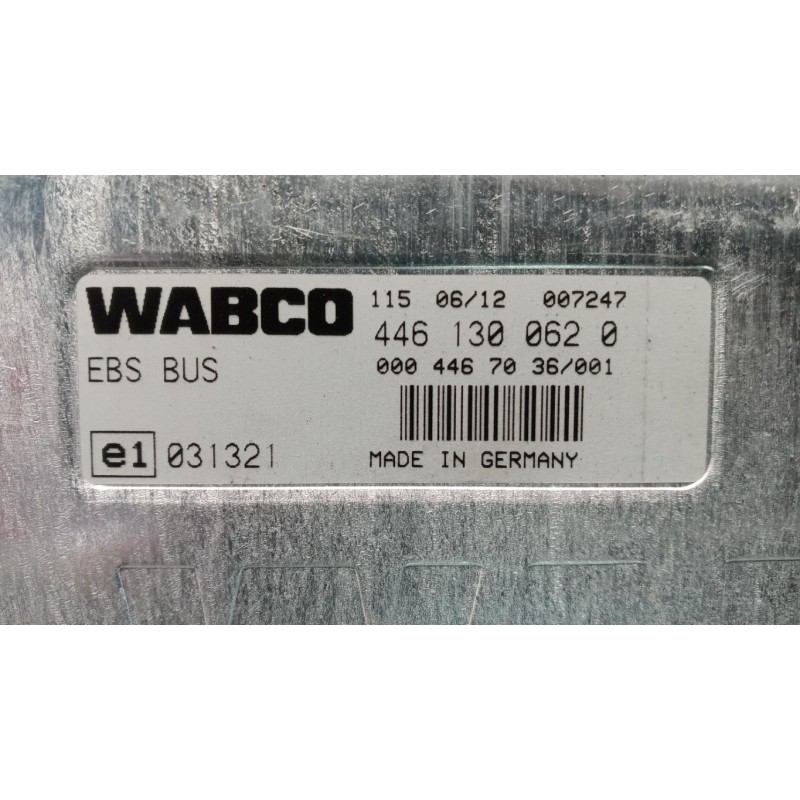 WABCO
EBS BUS
e1 031321
115 06/12 007247
446 130 062 0
000 446 70 36/001
MADE IN GERMANY